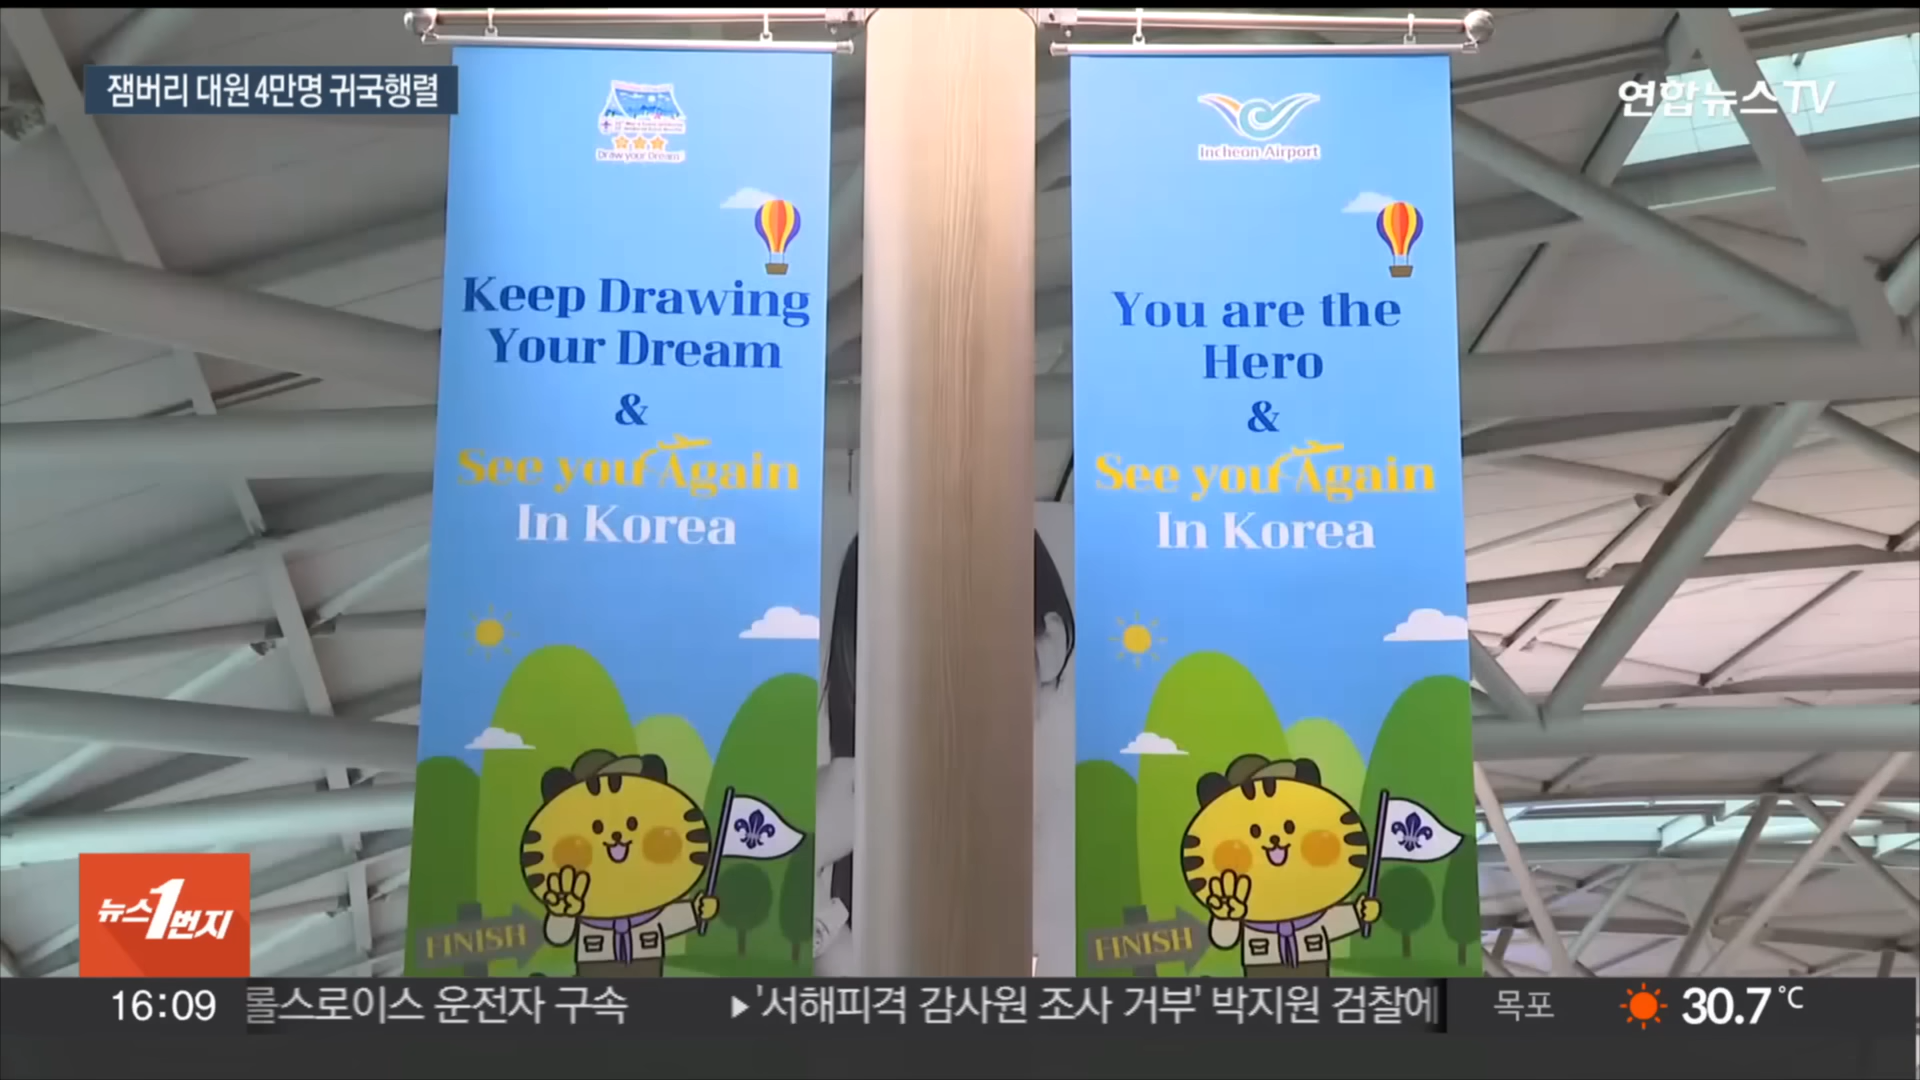 잼버리 대원 4만명 귀국행렬
연합뉴스TV
Draw your Dream!
Keep Drawing
Your Dream
&
See you Again
In Korea
FINISH
Incheon Airport
You are the
Hero
&
See you Again
In Korea
FINISH
뉴스1번지
16:09
롤스로이스 운전자 구속 ▶'서해피격 감사원 조사 거부' 박지원 검찰에
목포
30.7℃